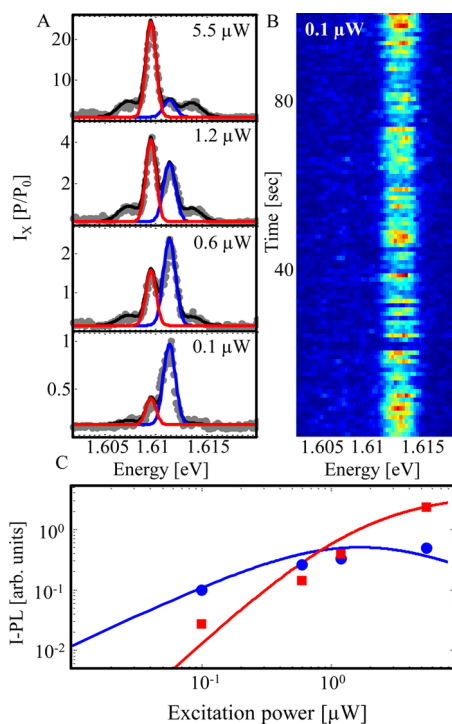 A
5.5 µW
20
10
1.2 µW
4
2
I_X [P/P_0]
0.6 µW
2
1
0.1 µW
1
0.5
1.605 1.61 1.615
Energy [eV]
B
0.1 µW
80
40
Time [sec]
1.605 1.61 1.615
Energy [eV]
C
10^0
10^-1
10^-2
I-PL [arb. units]
10^-1 10^0
Excitation power [µW]